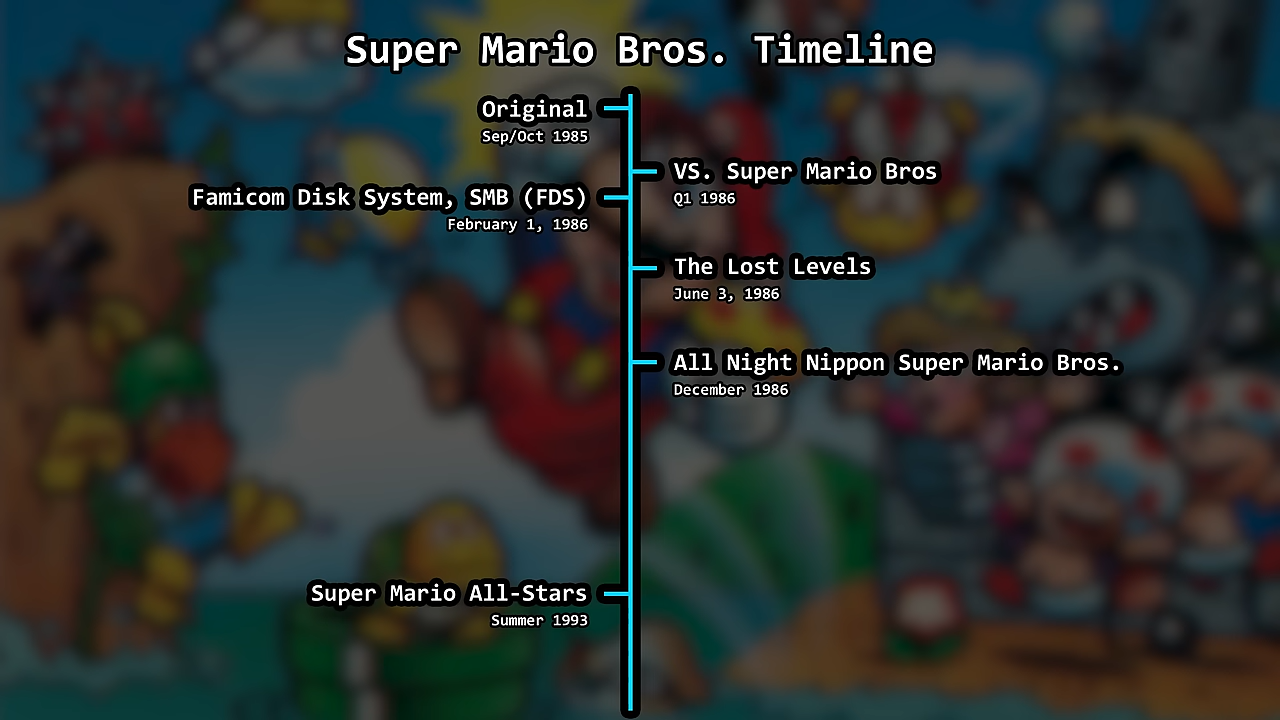 Super Mario Bros. Timeline
Original
Sep/Oct 1985
VS. Super Mario Bros
Q1 1986
Famicom Disk System, SMB (FDS)
February 1, 1986
The Lost Levels
June 3, 1986
All Night Nippon Super Mario Bros.
December 1986
Super Mario All-Stars
Summer 1993